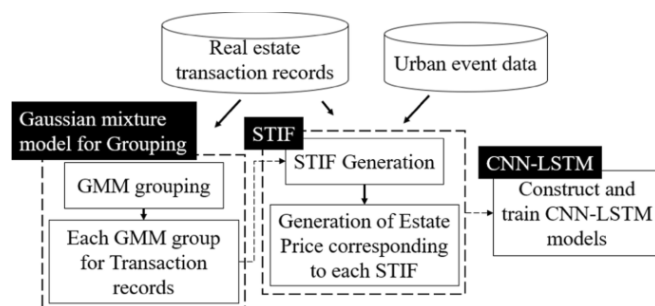 Real estate
transaction records
Urban event data
Gaussian mixture
model for Grouping
GMM grouping
Each GMM group
for Transaction
records
STIF
STIF Generation
Generation of Estate
Price corresponding
to each STIF
CNN-LSTM
Construct and
train CNN-LSTM
models